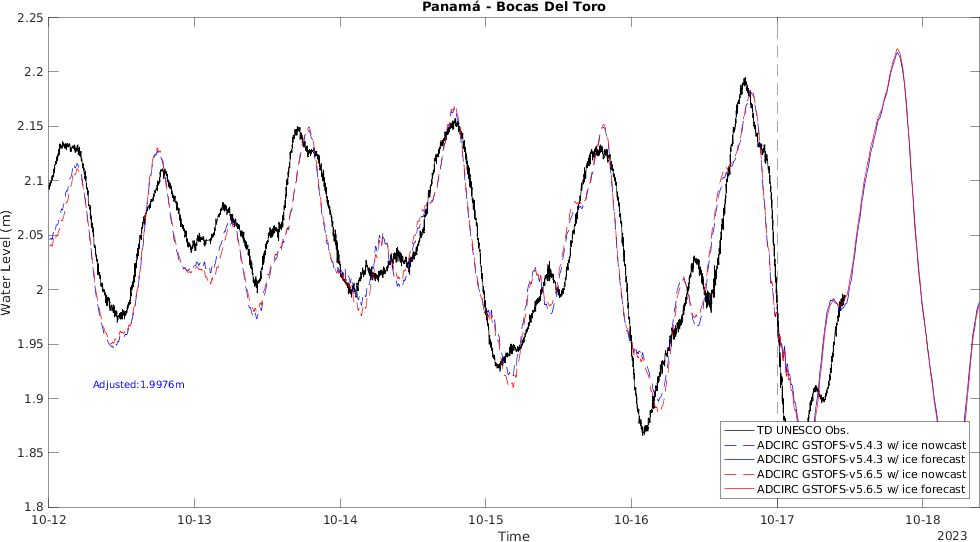 Panamá - Bocas Del Toro
2.25
2.2
2.15
2.1
2.05
2
1.95
1.9
1.85
1.8
Water Level (m)
Adjusted:1.9976m
TD UNESCO Obs.
ADCIRC GSTOFS-v5.4.3 w/ ice nowcast
ADCIRC GSTOFS-v5.4.3 w/ ice forecast
ADCIRC GSTOFS-v5.6.5 w/ ice nowcast
ADCIRC GSTOFS-v5.6.5 w/ ice forecast
10-12 10-13 10-14 10-15 10-16 10-17 10-18
Time
2023